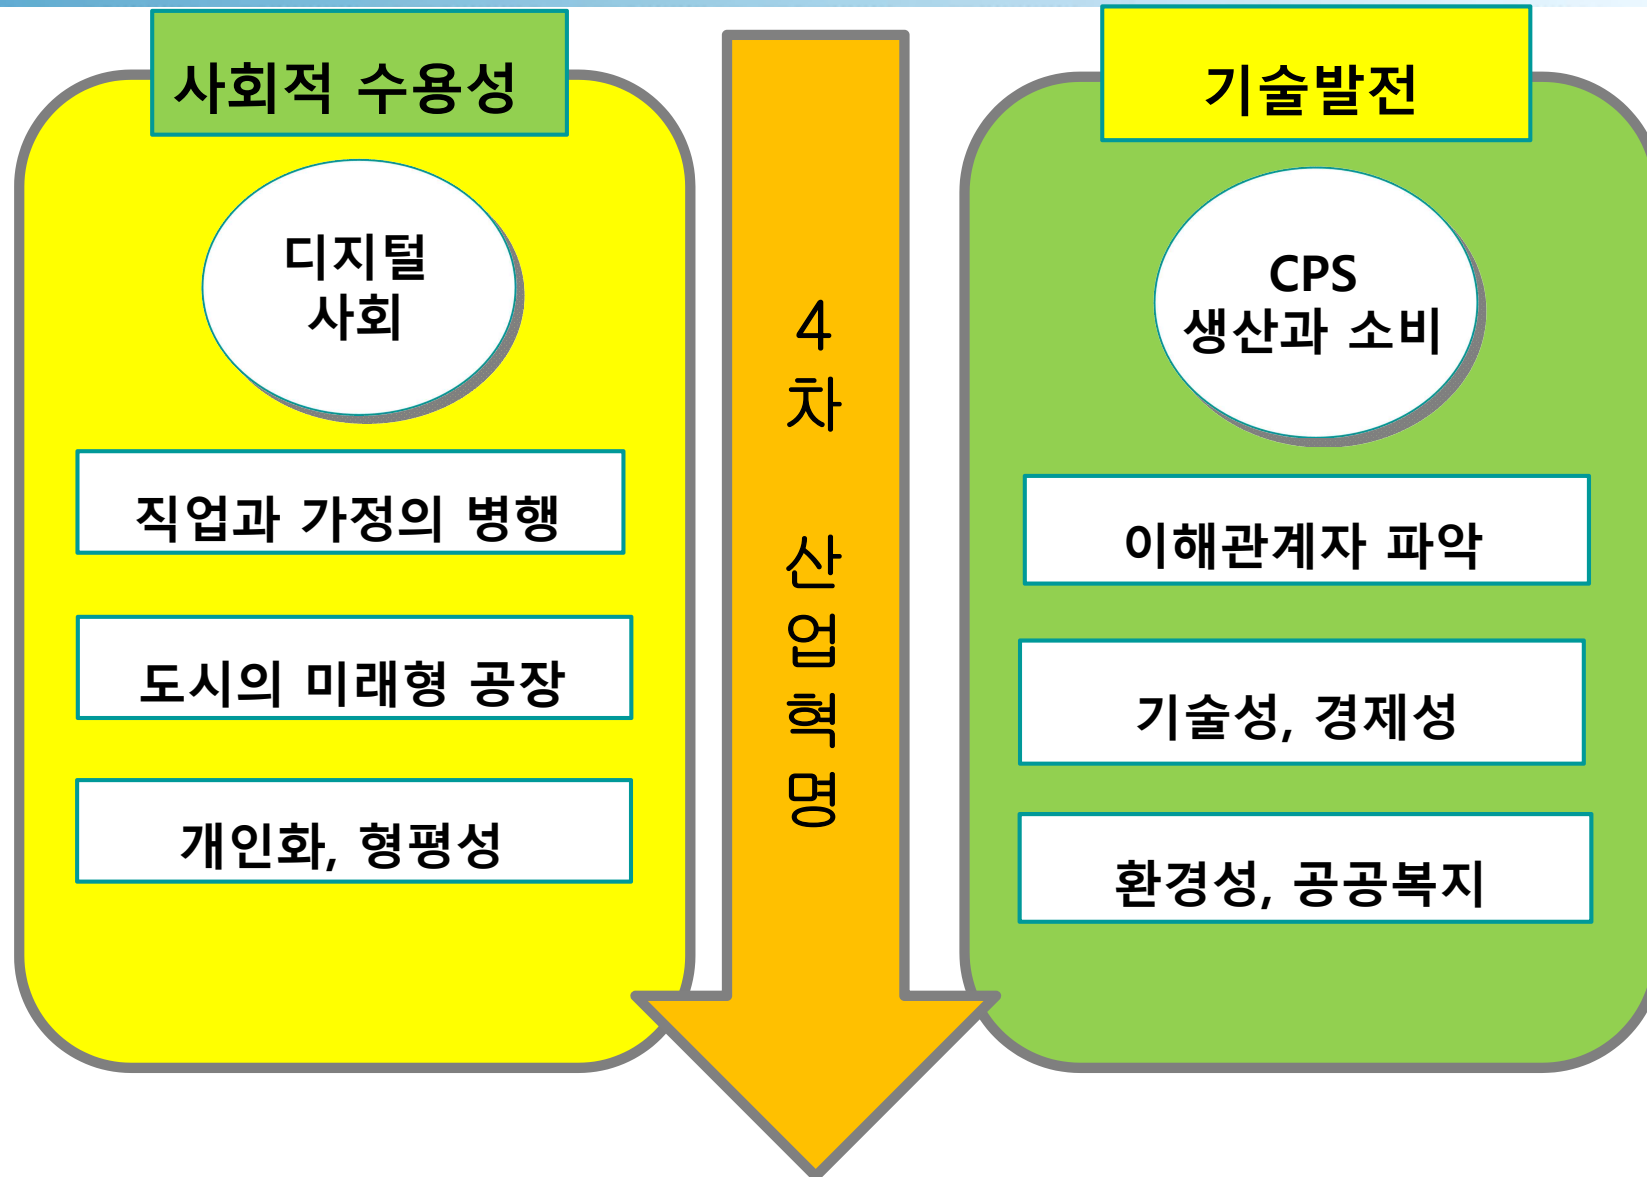 사회적 수용성
디지털
사회
직업과 가정의 병행
도시의 미래형 공장
개인화, 형평성
4
차
산
업
혁
명
기술발전
CPS
생산과 소비
이해관계자 파악
기술성, 경제성
환경성, 공공복지